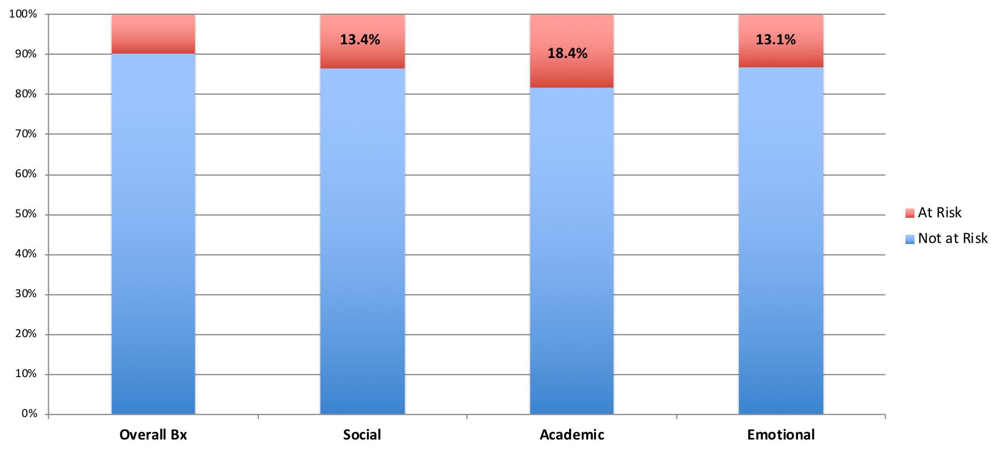 100%
90%
80%
70%
60%
50%
40%
30%
20%
10%
0%
13.4%
18.4%
13.1%
Overall Bx
Social
Academic
Emotional
At Risk
Not at Risk